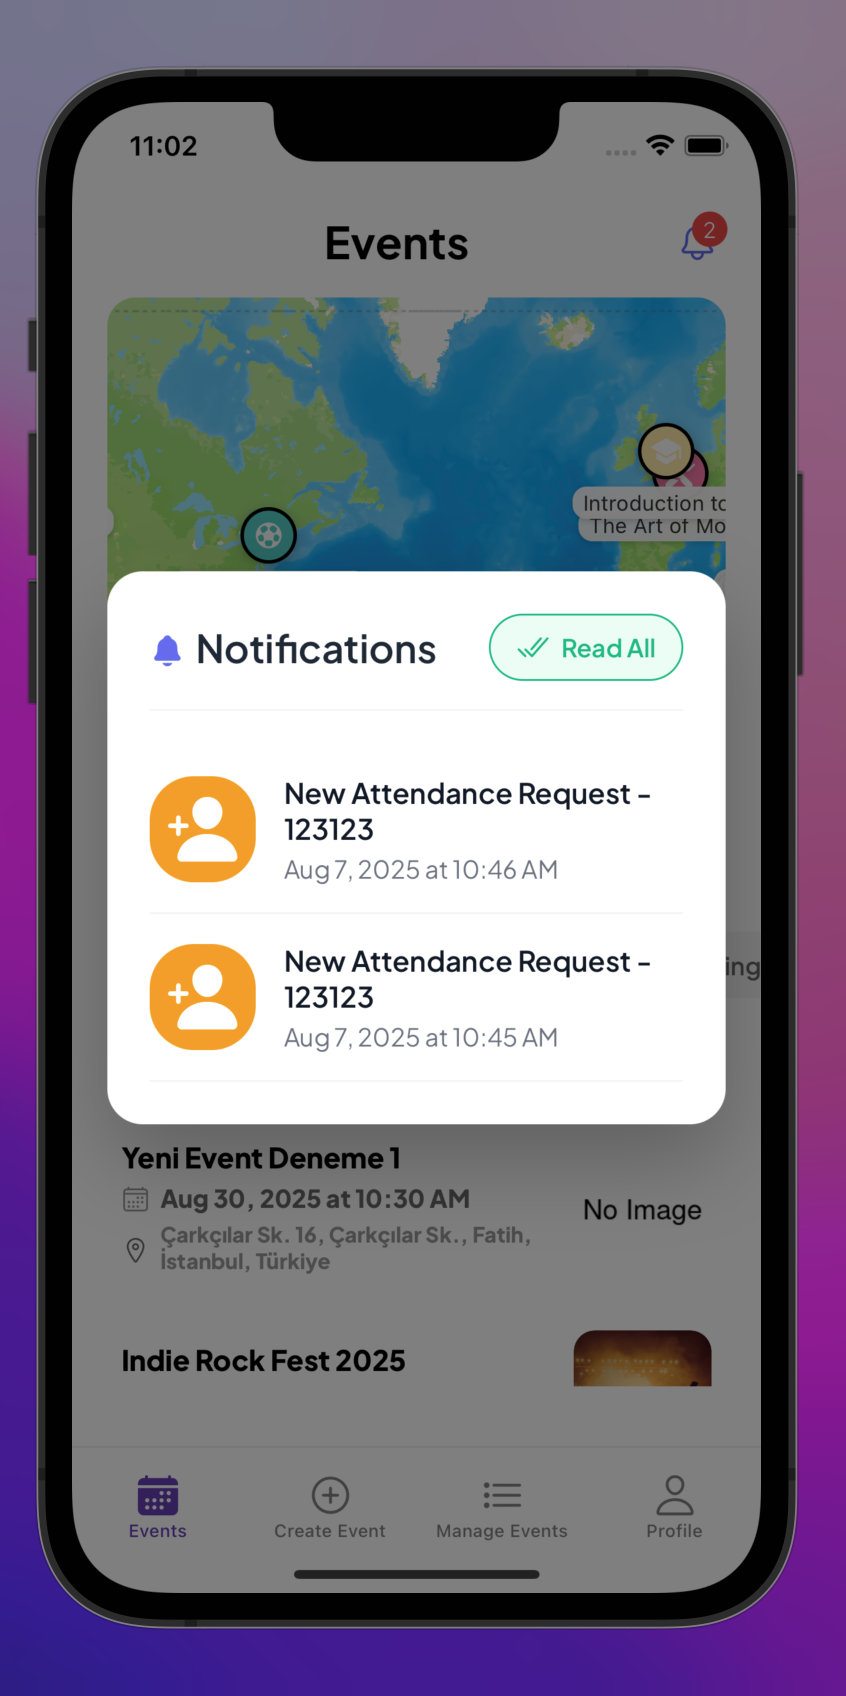 11:02
Events
2
Introduction to
The Art of Mo
Notifications
Read All
New Attendance Request -
123123
Aug 7, 2025 at 10:46 AM
New Attendance Request -
123123
Aug 7, 2025 at 10:45 AM
ing
Yeni Event Deneme 1
Aug 30, 2025 at 10:30 AM
No Image
Çarkçılar Sk. 16, Çarkçılar Sk., Fatih,
İstanbul, Türkiye
Indie Rock Fest 2025
Events
Create Event
Manage Events
Profile